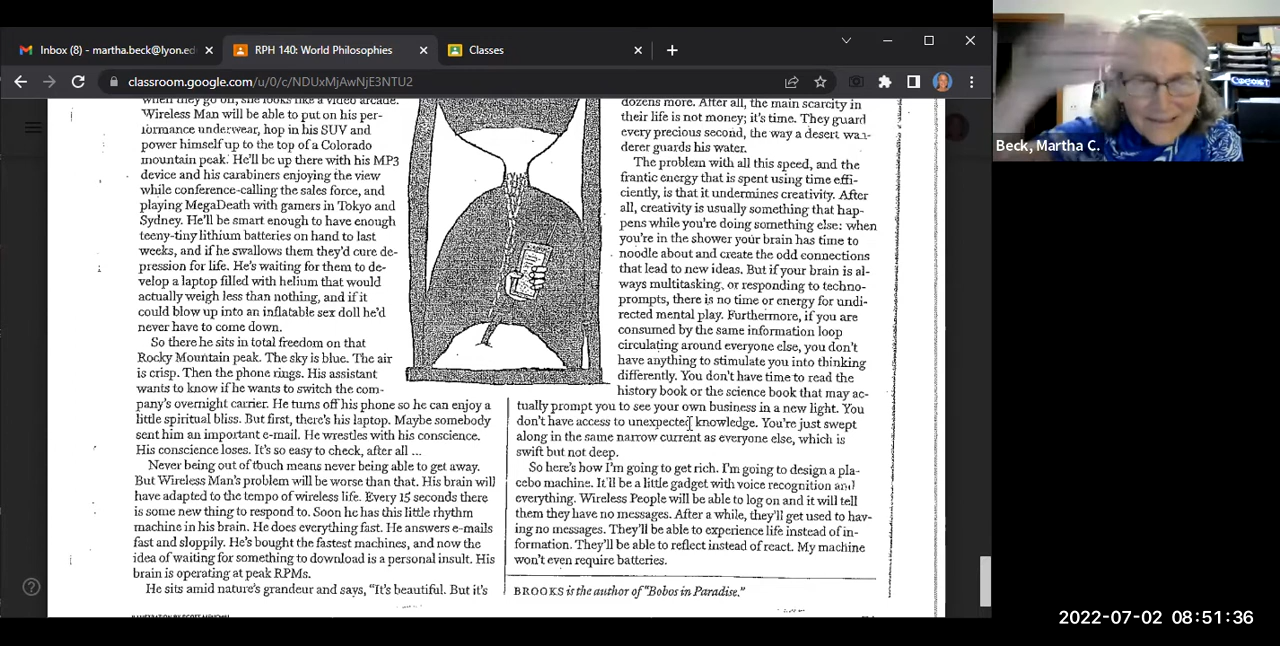 Inbox (8) - martha.beck@lyon.ed
RPH 140: World Philosophies
Classes
classroom.google.com/u/0/c/NDUxMjAwNjE3NTU2
Beck, Martha C.
when they go on, she looks like a video arcade.
Wireless Man will be able to put on his per-
formance underwear, hop in his SUV and
power himself up to the top of a Colorado
mountain peak. He'll be up there with his MP3
device and his carabiners enjoying the view
while conference-calling the sales force, and
playing MegaDeath with gamers in Tokyo and
Sydney. He'll be smart enough to have enough
teeny-tiny lithium batteries on hand to last
weeks, and if he swallows them they'd cure de-
pression for life. He's waiting for them to de-
velop a laptop filled with helium that would
actually weigh less than nothing, and if it
could blow up into an inflatable sex doll he'd
never have to come down.
So there he sits in total freedom on that
Rocky Mountain peak. The sky is blue. The air
is crisp. Then the phone rings. His assistant
wants to know if he wants to switch the com-
pany's overnight carrier. He turns off his phone so he can enjoy a
little spiritual bliss. But first, there's his laptop. Maybe somebody
sent him an important e-mail. He wrestles with his conscience.
His conscience loses. It's so easy to check, after all ...
Never being out of touch means never being able to get away.
But Wireless Man's problem will be worse than that. His brain will
have adapted to the tempo of wireless life. Every 15 seconds there
is some new thing to respond to. Soon he has this little rhythm
machine in his brain. He does everything fast. He answers e-mails
fast and sloppily. He's bought the fastest machines, and now the
idea of waiting for something to download is a personal insult. His
brain is operating at peak RPMs.
He sits amid nature's grandeur and says, "It's beautiful. But it's
dozens more. After all, the main scarcity in
their life is not money; it's time. They guard
every precious second, the way a desert wan-
derer guards his water.
The problem with all this speed, and the
frantic energy that is spent using time effi-
ciently, is that it undermines creativity. After
all, creativity is usually something that hap-
pens while you're doing something else: when
you're in the shower your brain has time to
noodle about and create the odd connections
that lead to new ideas. But if your brain is al-
ways multitasking, or responding to techno-
prompts, there is no time or energy for undi-
rected mental play. Furthermore, if you are
consumed by the same information loop
circulating around everyone else, you don't
have anything to stimulate you into thinking
differently. You don't have time to read the
history book or the science book that may ac-
tually prompt you to see your own business in a new light. You
don't have access to unexpected knowledge. You're just swept
along in the same narrow current as everyone else, which is
swift but not deep.
So here's how I'm going to get rich. I'm going to design a pla-
cebo machine. It'll be a little gadget with voice recognition and
everything. Wireless People will be able to log on and it will tell
them they have no messages. After a while, they'll get used to hav-
ing no messages. They'll be able to experience life instead of in-
formation. They'll be able to reflect instead of react. My machine
won't even require batteries.
BROOKS is the author of "Bobos in Paradise."
2022-07-02 08:51:36